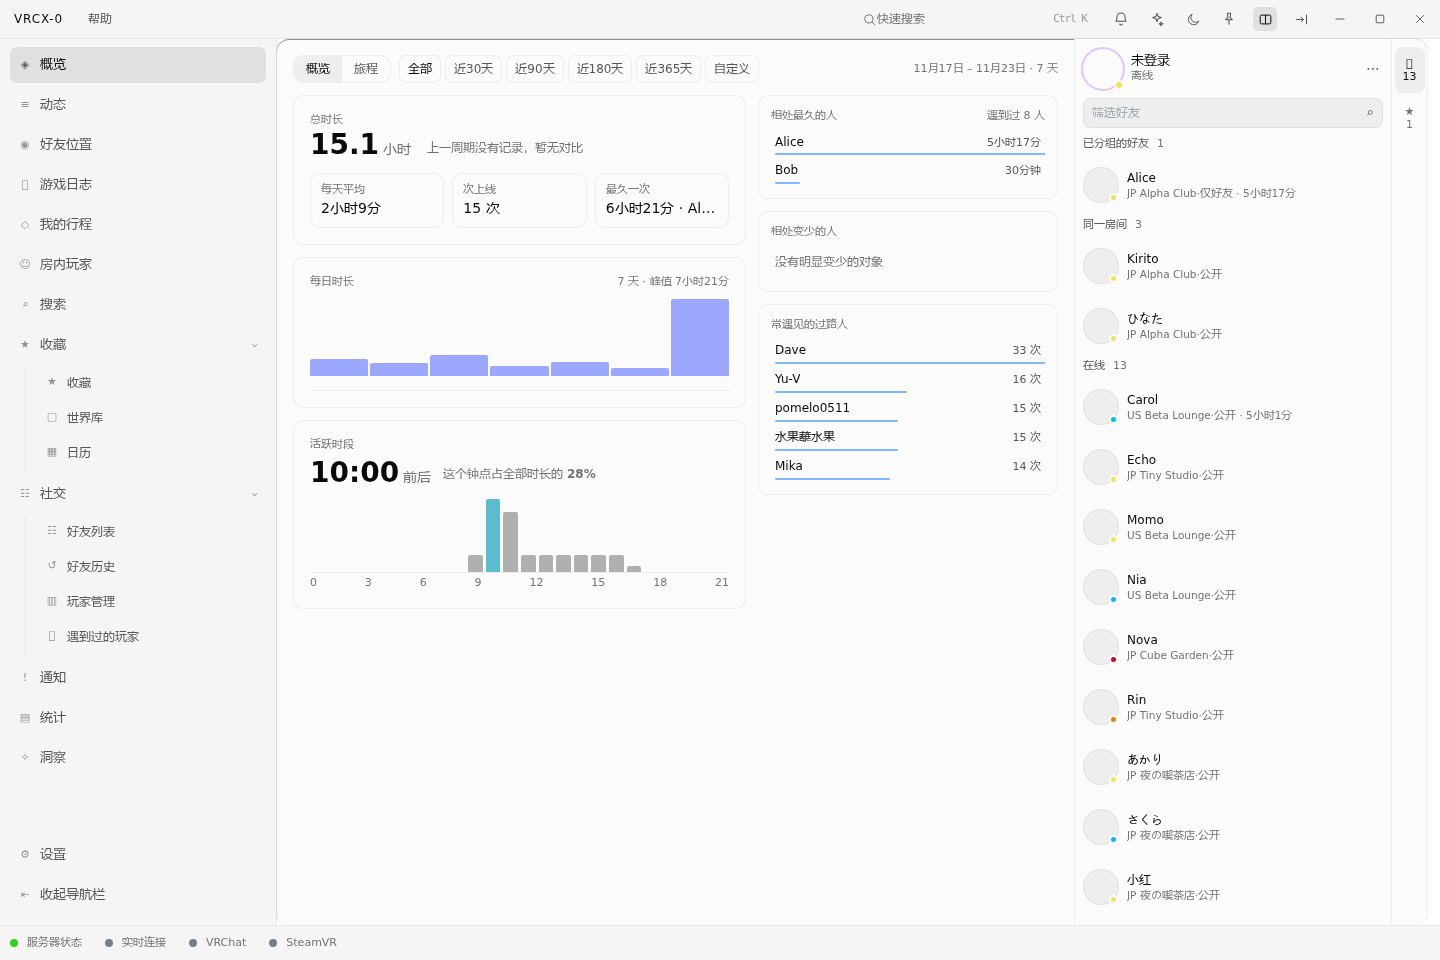 VRCX-0
帮助
快速搜索
Ctrl K
概览
动态
好友位置
游戏日志
我的行程
房内玩家
搜索
收藏
收藏
世界库
日历
社交
好友列表
好友历史
玩家管理
遇到过的玩家
通知
统计
洞察
设置
收起导航栏
概览 旅程 全部 近30天 近90天 近180天 近365天 自定义
11月17日 – 11月23日 · 7 天
总时长
15.1 小时 上一周期没有记录，暂无对比
每天平均
2小时9分
次上线
15 次
最久一次
6小时21分 · Al...
每日时长
7 天 · 峰值 7小时21分
活跃时段
10:00 前后 这个钟点占全部时长的 28%
0 3 6 9 12 15 18 21
相处最久的人 遇到过 8 人
Alice 5小时17分
Bob 30分钟
相处变少的人
没有明显变少的对象
常遇见的过路人
Dave 33 次
Yu-V 16 次
pomelo0511 15 次
水果蘸水果 15 次
Mika 14 次
未登录
离线
筛选好友
已分组的好友 1
Alice
JP Alpha Club·仅好友 · 5小时17分
同一房间 3
Kirito
JP Alpha Club·公开
ひなた
JP Alpha Club·公开
在线 13
Carol
US Beta Lounge·公开 · 5小时1分
Echo
JP Tiny Studio·公开
Momo
US Beta Lounge·公开
Nia
US Beta Lounge·公开
Nova
JP Cube Garden·公开
Rin
JP Tiny Studio·公开
あかり
JP 夜の喫茶店·公开
さくら
JP 夜の喫茶店·公开
小红
JP 夜の喫茶店·公开
13
1
服务器状态
实时连接
VRChat
SteamVR